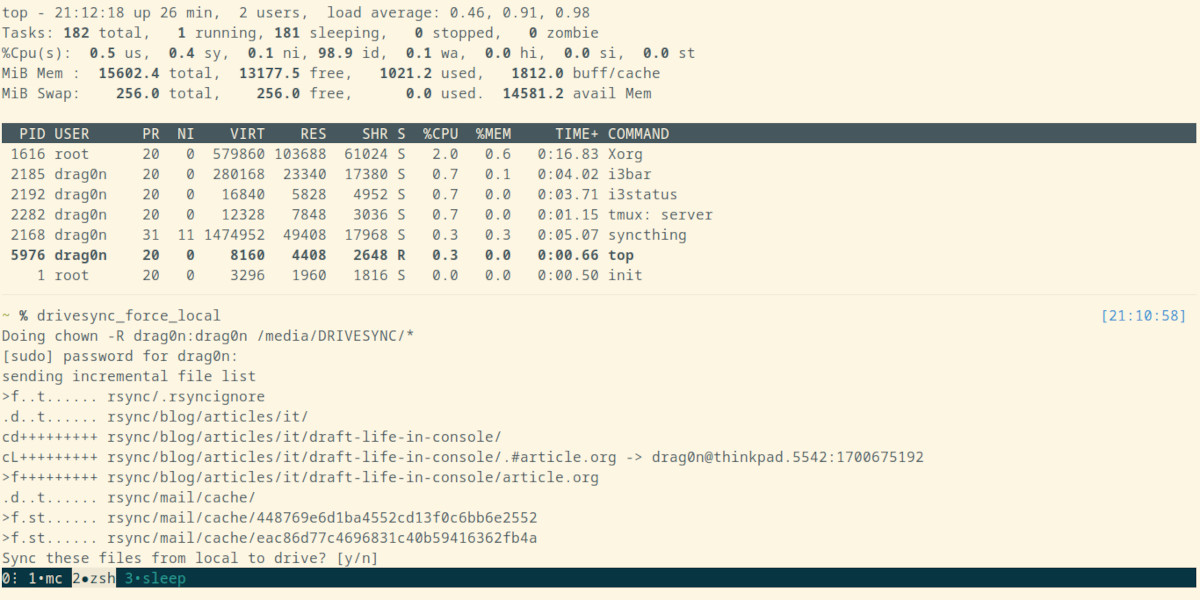 top - 21:12:18 up 26 min,  2 users,  load average: 0.46, 0.91, 0.98
Tasks: 182 total,   1 running, 181 sleeping,   0 stopped,   0 zombie
%Cpu(s):  0.5 us,  0.4 sy,  0.1 ni, 98.9 id,  0.1 wa,  0.0 hi,  0.0 si,  0.0 st
MiB Mem :  15602.4 total,  13177.5 free,   1021.2 used,   1812.0 buff/cache
MiB Swap:    256.0 total,    256.0 free,      0.0 used.  14581.2 avail Mem
  PID USER      PR  NI    VIRT    RES    SHR S  %CPU  %MEM     TIME+ COMMAND
 1616 root      20   0  579860 103688  61024 S   2.0   0.6   0:16.83 Xorg
 2185 drag0n    20   0  280168  23340  17380 S   0.7   0.1   0:04.02 i3bar
 2192 drag0n    20   0   16840   5828   4952 S   0.7   0.0   0:03.71 i3status
 2282 drag0n    20   0   12328   7848   3036 S   0.7   0.0   0:01.15 tmux: server
 2168 drag0n    31  11 1474952  49408  17968 S   0.3   0.3   0:05.07 syncthing
 5976 drag0n    20   0    8160   4408   2648 R   0.3   0.0   0:00.66 top
    1 root      20   0    3296   1960   1816 S   0.0   0.0   0:00.50 init
~ % drivesync_force_local [21:10:58]
Doing chown -R drag0n:drag0n /media/DRIVESYNC/*
[sudo] password for drag0n:
sending incremental file list
>f..t...... rsync/.rsyncignore
.d..t...... rsync/blog/articles/it/
cd+++++++++ rsync/blog/articles/it/draft-life-in-console/
cL+++++++++ rsync/blog/articles/it/draft-life-in-console/.#article.org -> drag0n@thinkpad.5542:1700675192
>f+++++++++ rsync/blog/articles/it/draft-life-in-console/article.org
.d..t...... rsync/mail/cache/
>f.st...... rsync/mail/cache/448769e6d1ba4552cd13f0c6bb6e2552
>f.st...... rsync/mail/cache/eac86d77c4696831c40b59416362fb4a
Sync these files from local to drive? [y/n]
0⁝ 1•mc 2●zsh 3•sleep